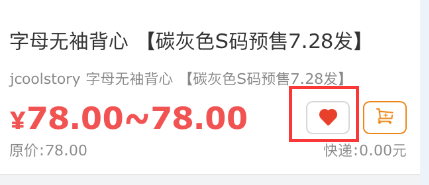 字母无袖背心 【碳灰色S码预售7.28发】
jcoolstory 字母无袖背心 【碳灰色S码预售7.28发】
¥78.00~78.00
原价:78.00 快递:0.00元